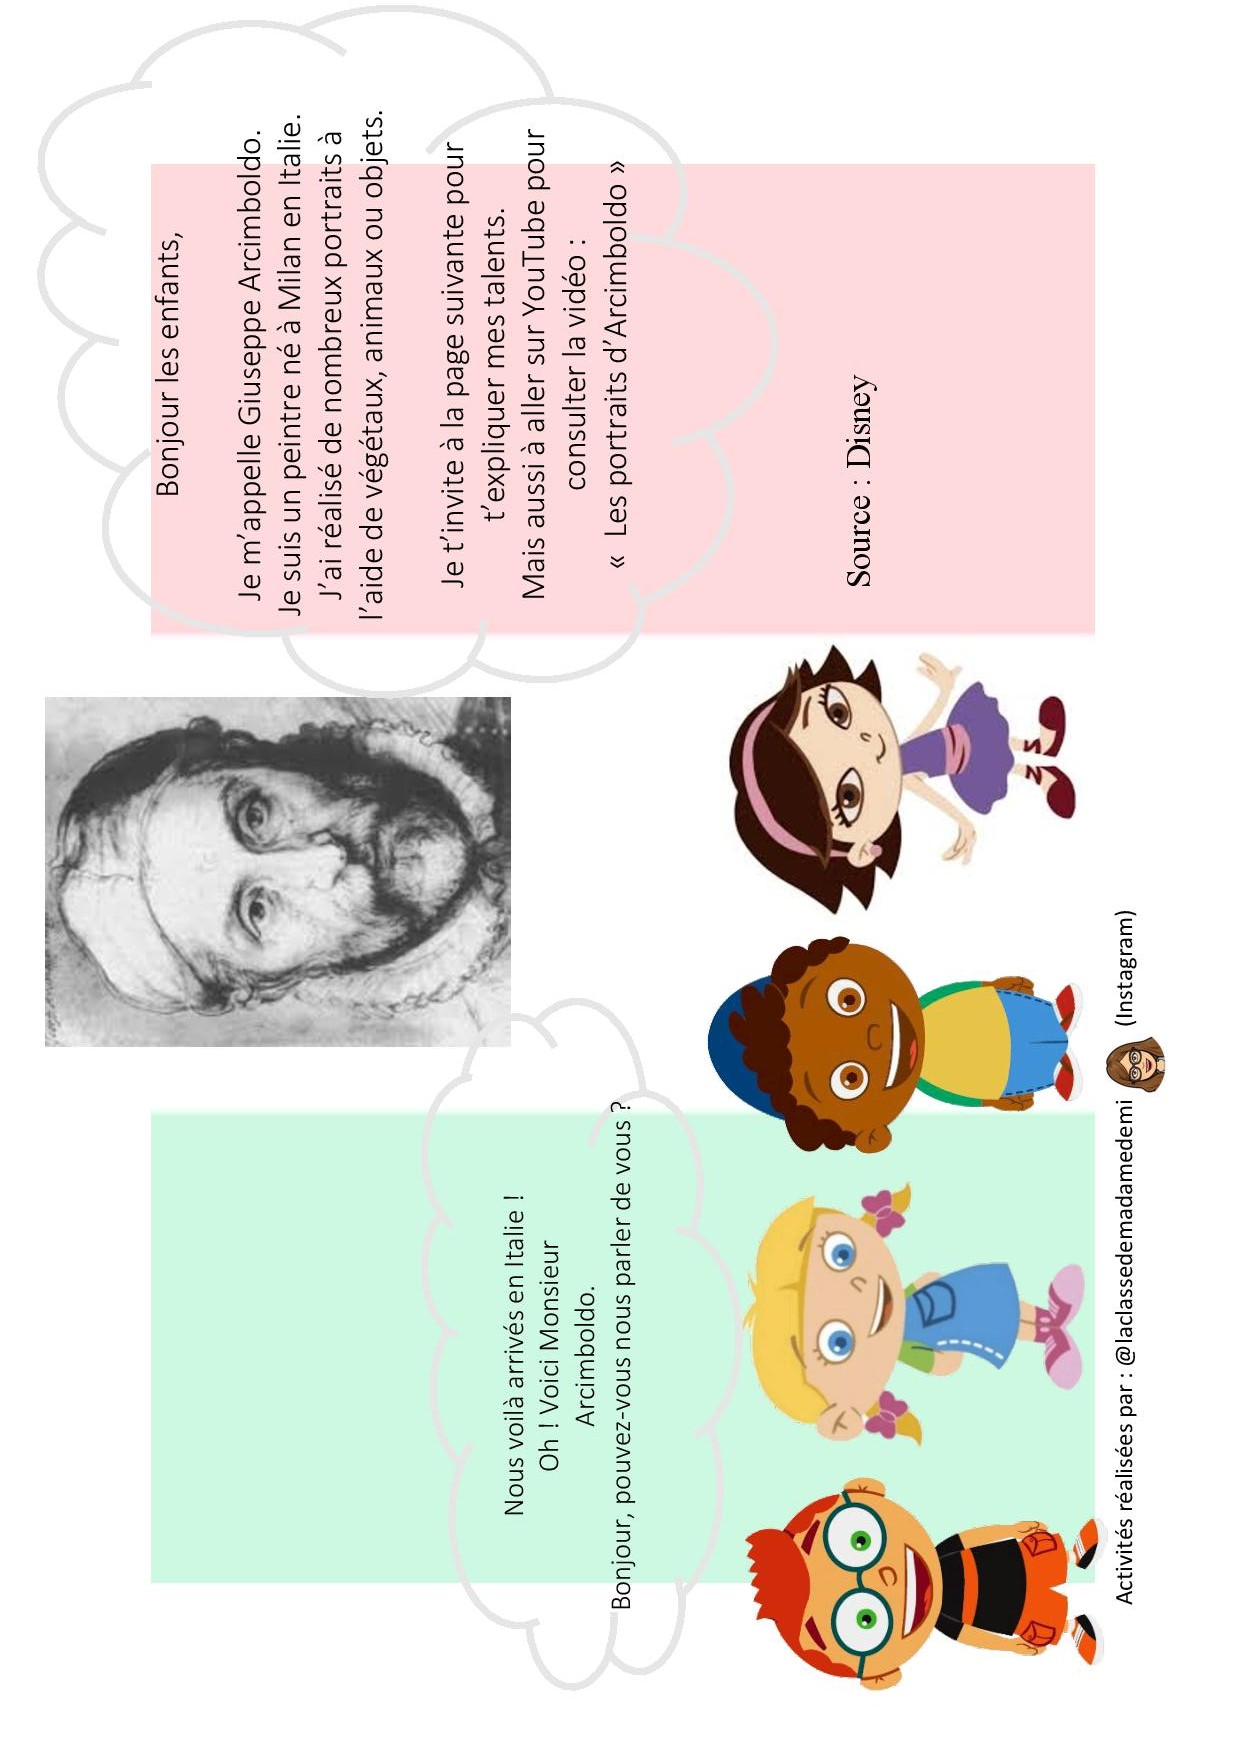 Nous voilà arrivés en Italie !
Oh ! Voici Monsieur
Arcimboldo.
Bonjour, pouvez-vous nous parler de vous ?
Bonjour les enfants,
Je m’appelle Giuseppe Arcimboldo.
Je suis un peintre né à Milan en Italie.
J’ai réalisé de nombreux portraits à
l’aide de végétaux, animaux ou objets.
Je t’invite à la page suivante pour
t’expliquer mes talents.
Mais aussi à aller sur YouTube pour
consulter la vidéo :
« Les portraits d’Arcimboldo »
Source : Disney
Activités réalisées par : @laclassedemadamedemi (Instagram)